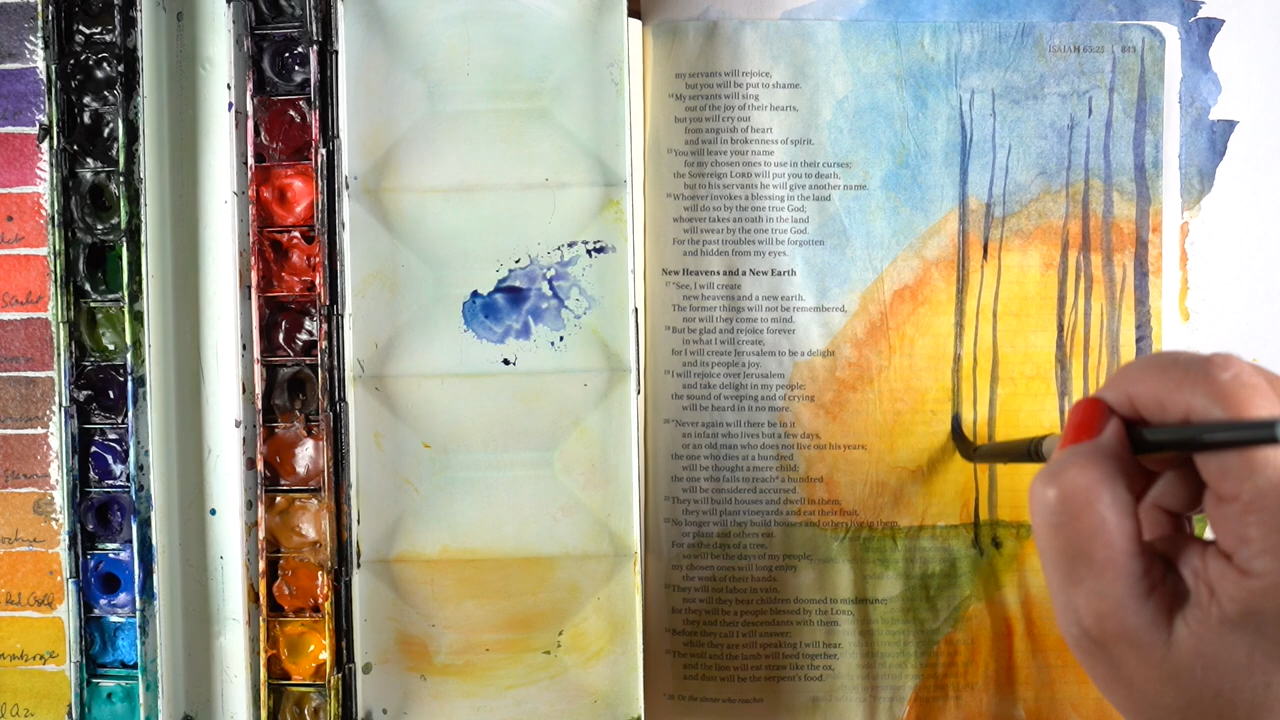 Scarlet
ochre
Red Gold
Gamboge
ISAIAH 65:25 | 843
my servants will rejoice,
but you will be put to shame.
14 My servants will sing
out of the joy of their hearts,
but you will cry out
from anguish of heart
and wail in brokenness of spirit.
15 You will leave your name
for my chosen ones to use in their curses;
the Sovereign LORD will put you to death,
but to his servants he will give another name.
16 Whoever invokes a blessing in the land
will do so by the one true God;
whoever takes an oath in the land
will swear by the one true God.
For the past troubles will be forgotten
and hidden from my eyes.
New Heavens and a New Earth
17 "See, I will create
new heavens and a new earth.
The former things will not be remembered,
nor will they come to mind.
18 But be glad and rejoice forever
in what I will create,
for I will create Jerusalem to be a delight
and its people a joy.
19 I will rejoice over Jerusalem
and take delight in my people;
the sound of weeping and of crying
will be heard in it no more.
20 "Never again will there be in it
an infant who lives but a few days,
or an old man who does not live out his years;
the one who dies at a hundred
will be thought a mere child;
the one who fails to reach a a hundred
will be considered accursed.
21 They will build houses and dwell in them;
they will plant vineyards and eat their fruit.
22 No longer will they build houses and others live in them,
or plant and others eat.
For as the days of a tree,
so will be the days of my people;
my chosen ones will long enjoy
the work of their hands.
23 They will not labor in vain,
nor will they bear children doomed to misfortune;
for they will be a people blessed by the LORD,
they and their descendants with them.
24 Before they call I will answer;
while they are still speaking I will hear.
25 The wolf and the lamb will feed together,
and the lion will eat straw like the ox,
and dust will be the serpent's food.
a 20 Or the sinner who reaches